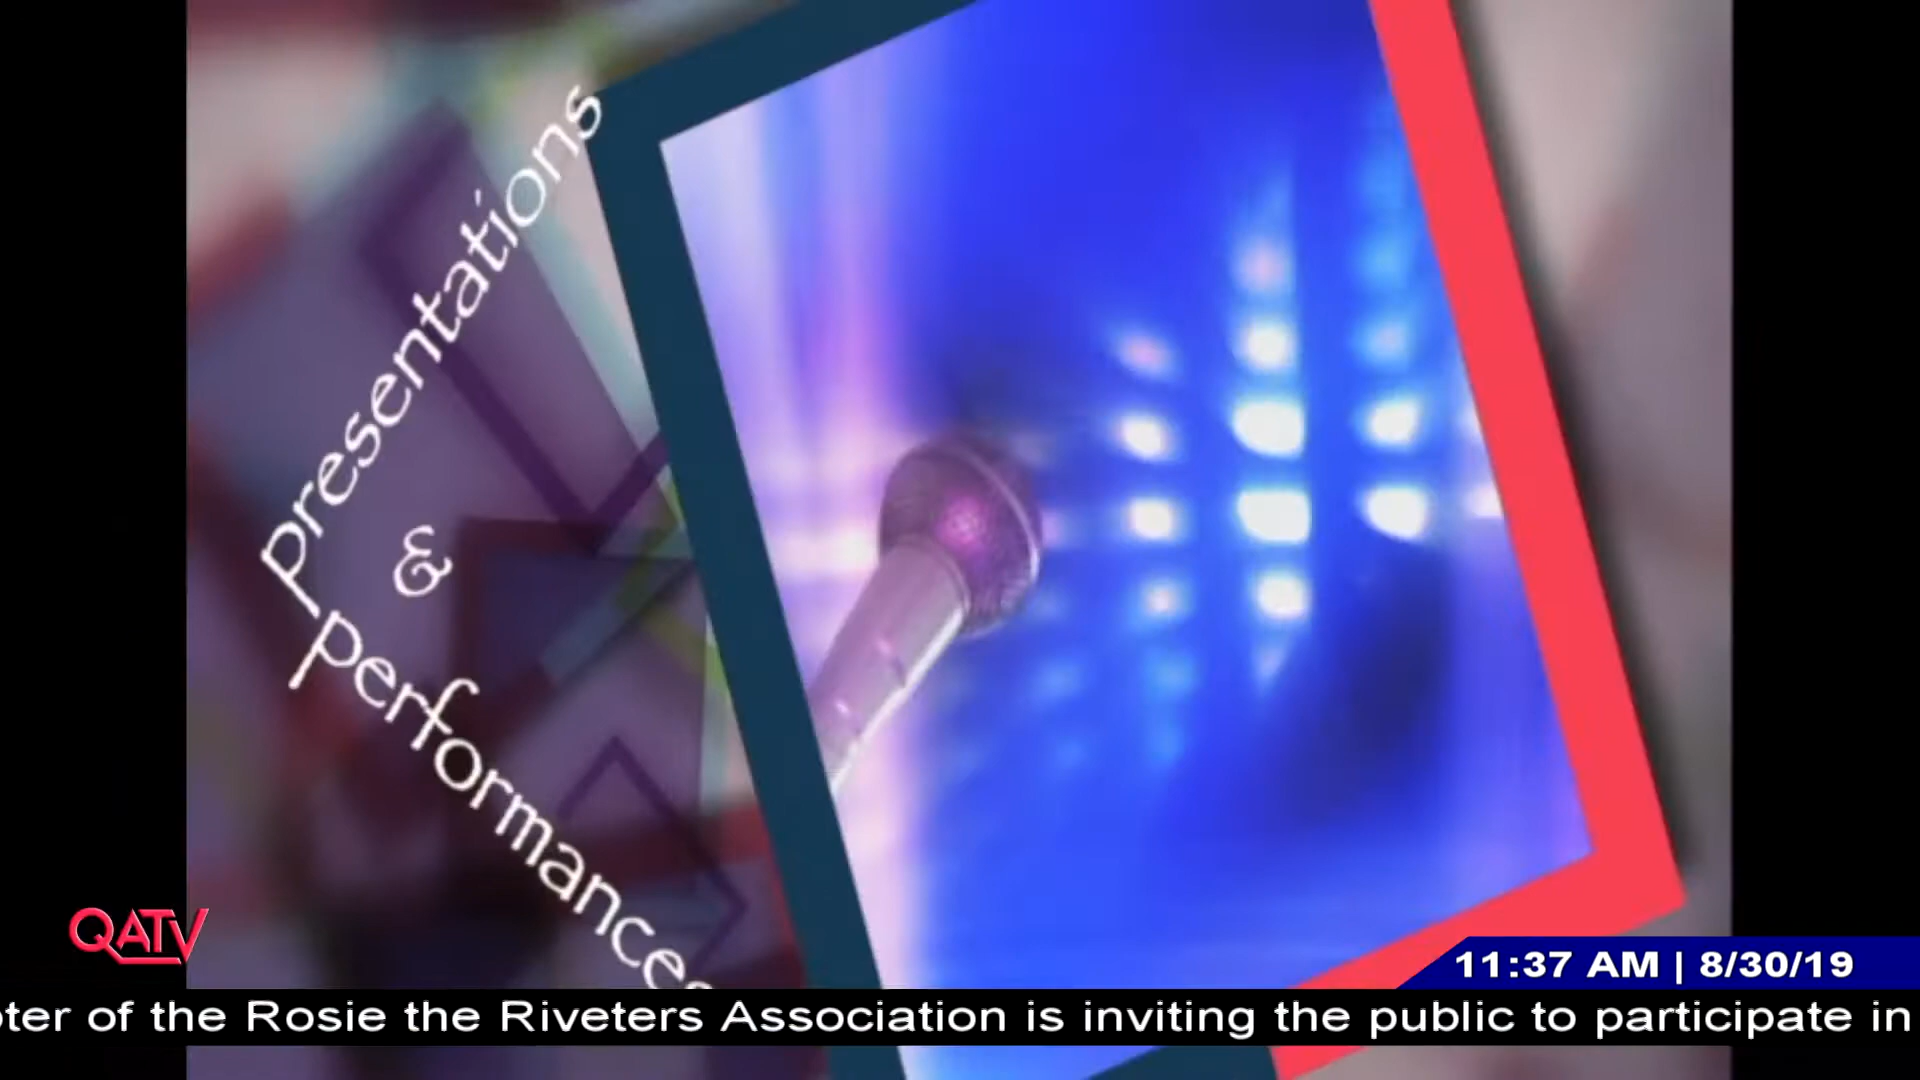 presentations
&
performances
QATV
11:37 AM | 8/30/19
of the Rosie the Riveters Association is inviting the public to participate in